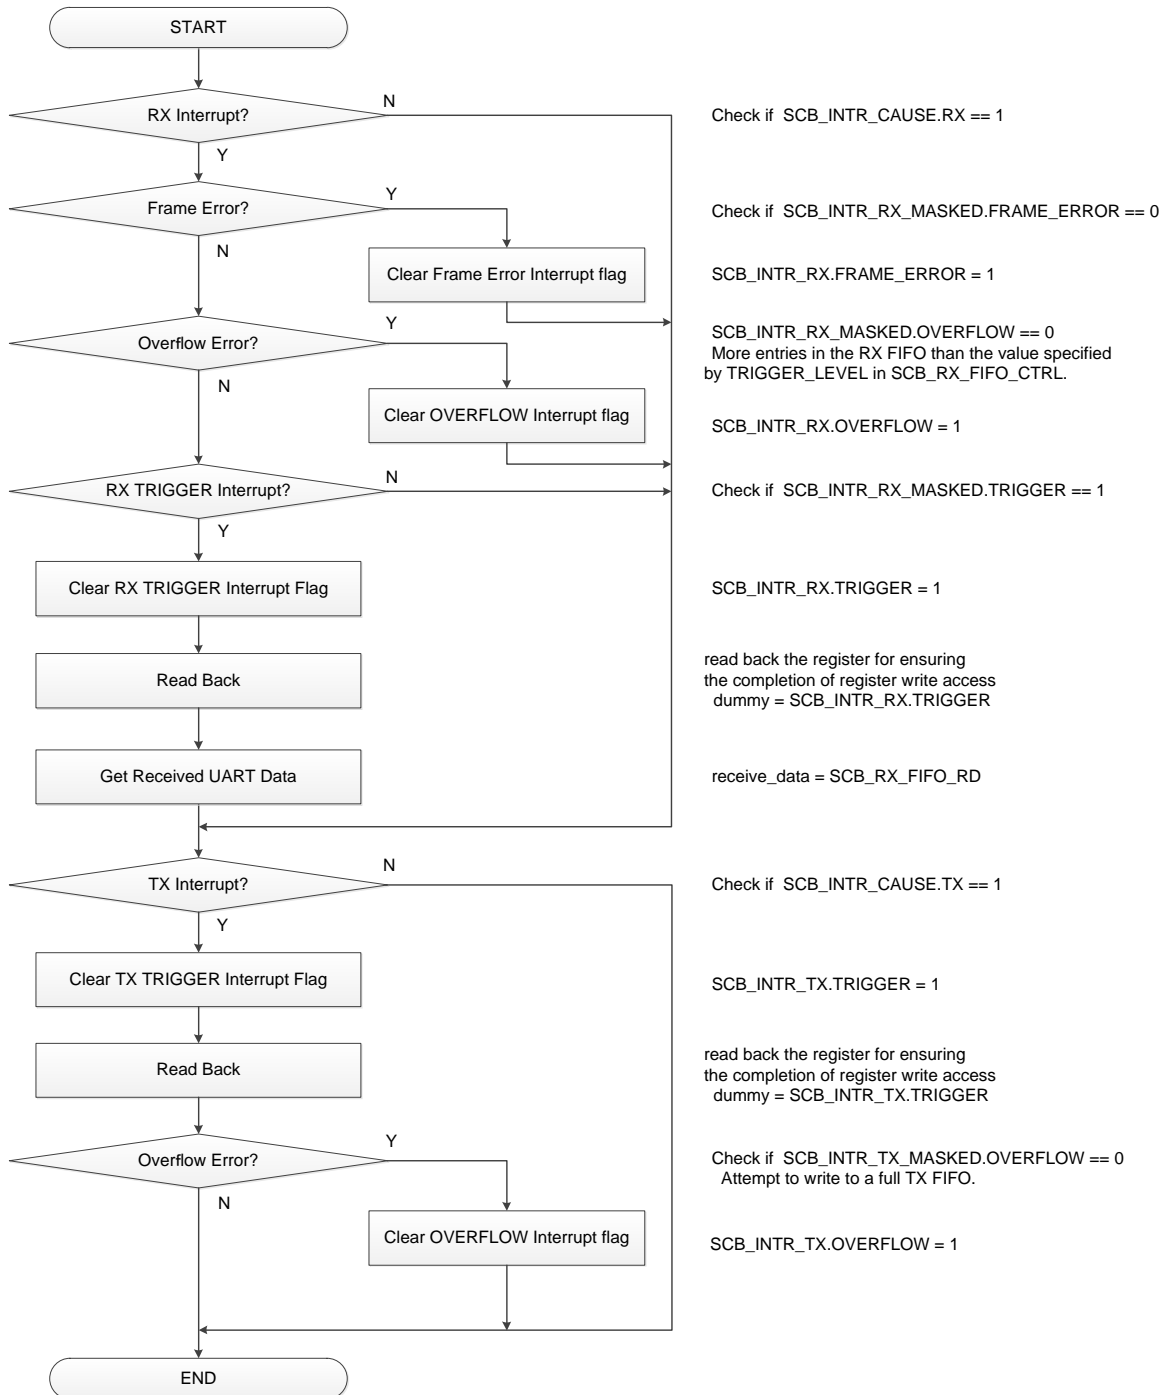 START
RX Interrupt?
N
Check if SCB_INTR_CAUSE.RX == 1
Y
Frame Error?
Y
Check if SCB_INTR_RX_MASKED.FRAME_ERROR == 0
N
Clear Frame Error Interrupt flag
SCB_INTR_RX.FRAME_ERROR = 1
Overflow Error?
Y
SCB_INTR_RX_MASKED.OVERFLOW == 0
More entries in the RX FIFO than the value specified
by TRIGGER_LEVEL in SCB_RX_FIFO_CTRL.
N
Clear OVERFLOW Interrupt flag
SCB_INTR_RX.OVERFLOW = 1
RX TRIGGER Interrupt?
N
Check if SCB_INTR_RX_MASKED.TRIGGER == 1
Y
Clear RX TRIGGER Interrupt Flag
SCB_INTR_RX.TRIGGER = 1
Read Back
read back the register for ensuring
the completion of register write access
dummy = SCB_INTR_RX.TRIGGER
Get Received UART Data
receive_data = SCB_RX_FIFO_RD
TX Interrupt?
N
Check if SCB_INTR_CAUSE.TX == 1
Y
Clear TX TRIGGER Interrupt Flag
SCB_INTR_TX.TRIGGER = 1
Read Back
read back the register for ensuring
the completion of register write access
dummy = SCB_INTR_TX.TRIGGER
Overflow Error?
Y
Check if SCB_INTR_TX_MASKED.OVERFLOW == 0
Attempt to write to a full TX FIFO.
N
Clear OVERFLOW Interrupt flag
SCB_INTR_TX.OVERFLOW = 1
END